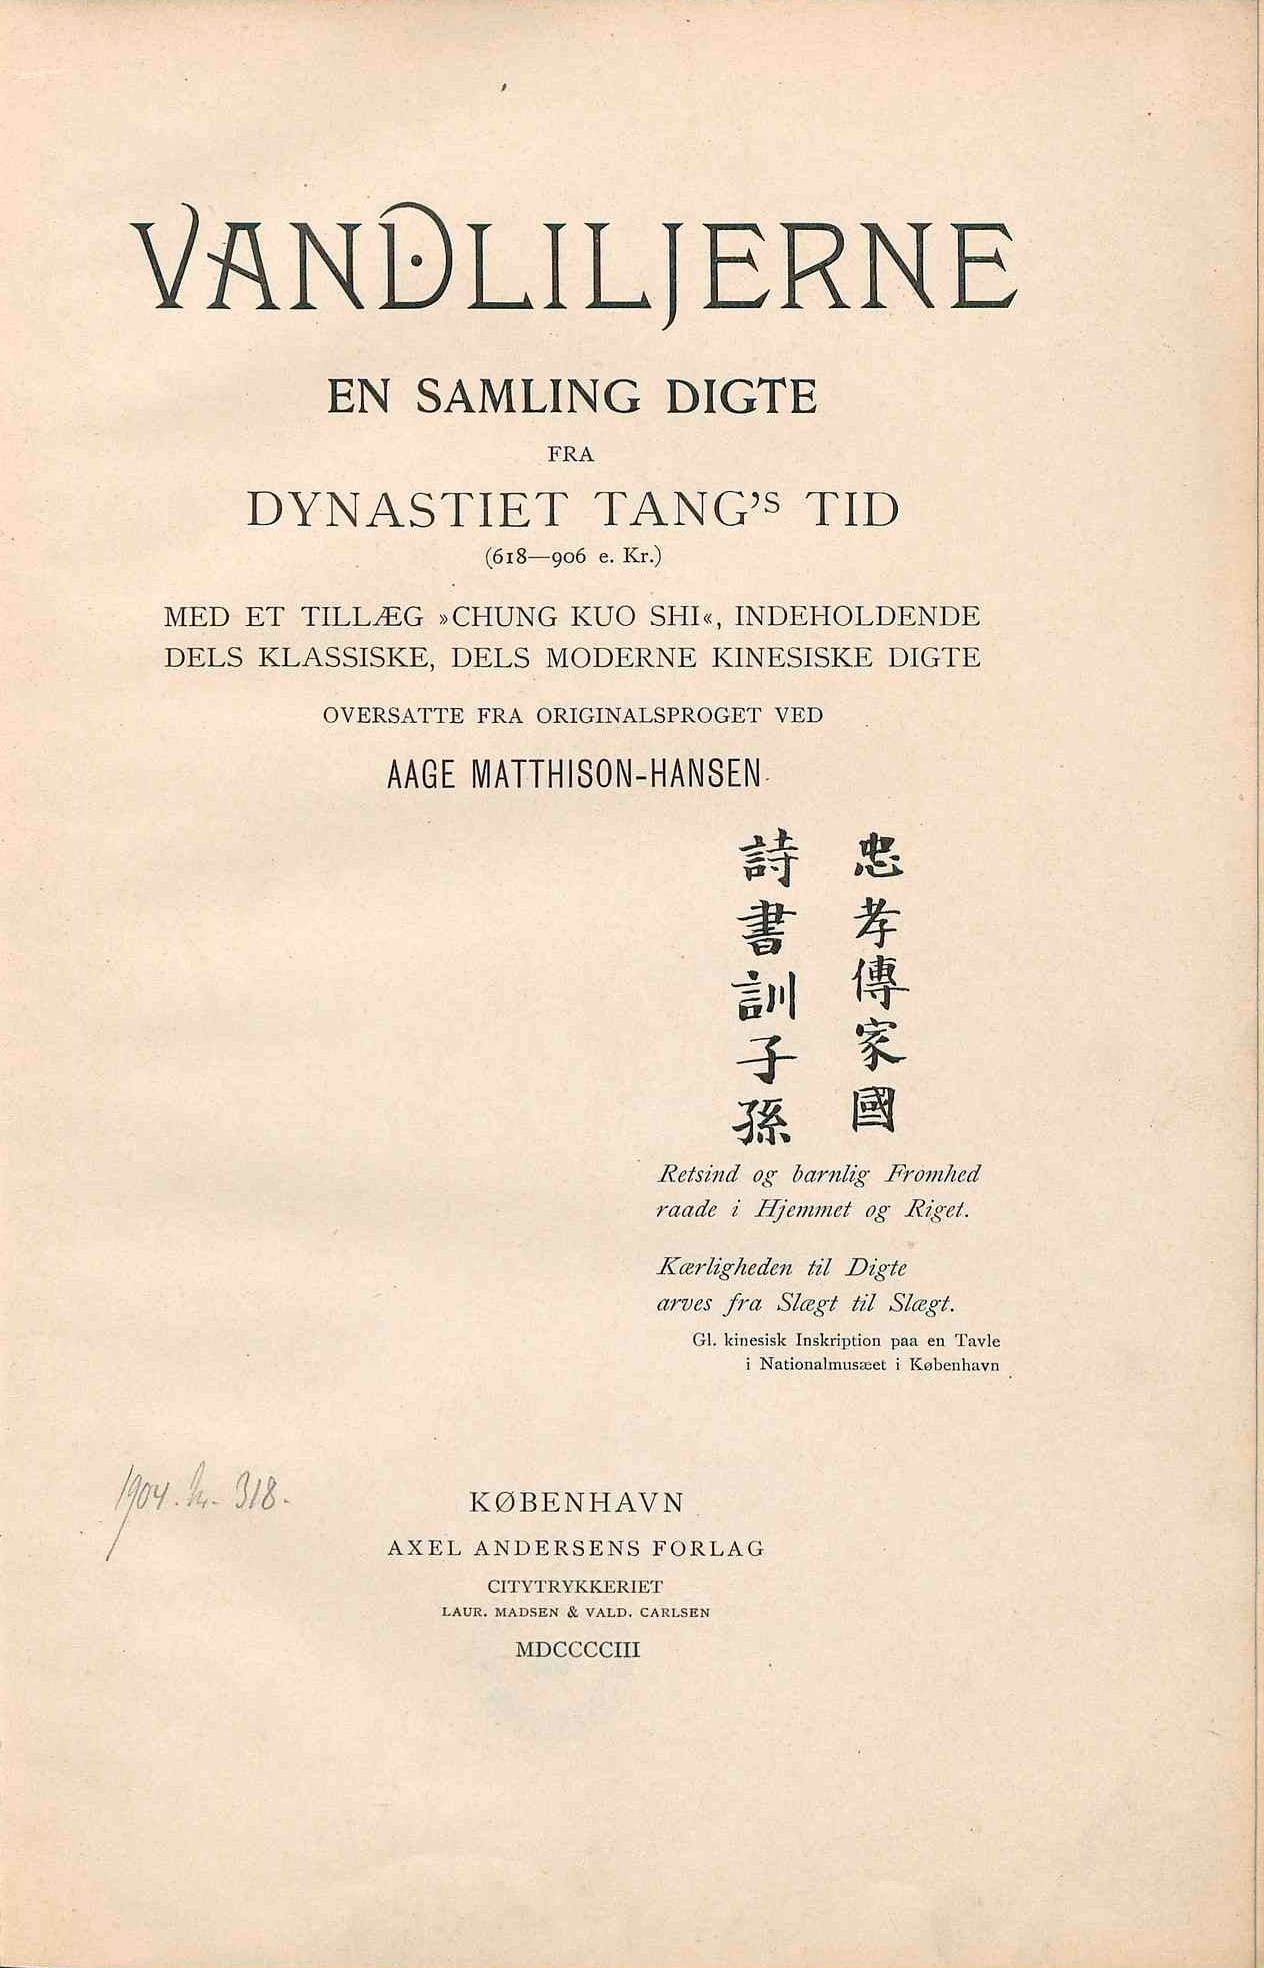 VANDLILJERNE
EN SAMLING DIGTE
FRA
DYNASTIET TANG'S TID
(618—906 e. Kr.)
MED ET TILLÆG »CHUNG KUO SHI«, INDEHOLDENDE
DELS KLASSISKE, DELS MODERNE KINESISKE DIGTE
OVERSATTE FRA ORIGINALSPROGET VED
AAGE MATTHISON-HANSEN
忠孝傳家國
詩書訓子孫
Retsind og barnlig Fromhed
raade i Hjemmet og Riget.
Kærligheden til Digte
arves fra Slægt til Slægt.
Gl. kinesisk Inskription paa en Tavle
i Nationalmusæet i København
1904. Nr. 318.
KØBENHAVN
AXEL ANDERSENS FORLAG
CITYTRYKKERIET
LAUR. MADSEN & VALD. CARLSEN
MDCCCCIII